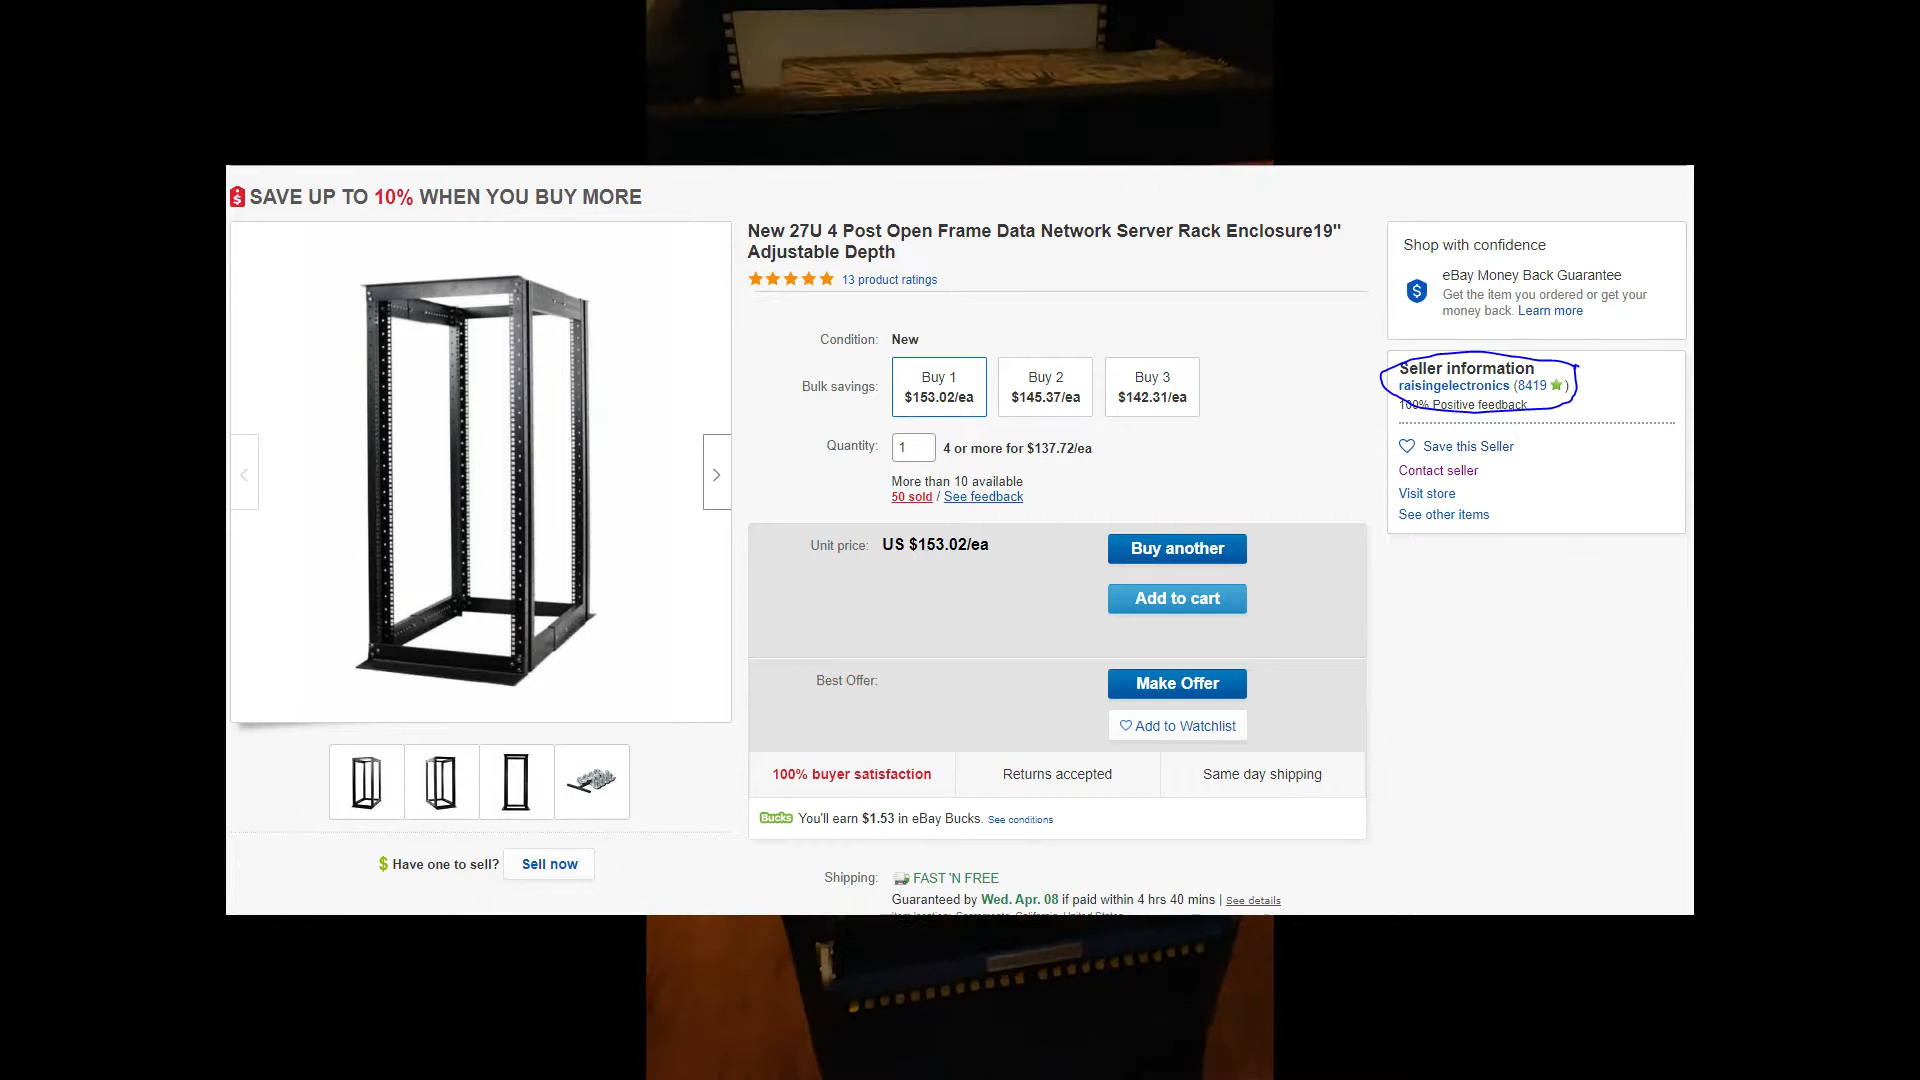 SAVE UP TO 10% WHEN YOU BUY MORE
New 27U 4 Post Open Frame Data Network Server Rack Enclosure19"
Adjustable Depth
13 product ratings
Condition: New
Bulk savings:
Buy 1
$153.02/ea
Buy 2
$145.37/ea
Buy 3
$142.31/ea
Quantity: 1 4 or more for $137.72/ea
More than 10 available
50 sold / See feedback
Unit price: US $153.02/ea
Buy another
Add to cart
Best Offer:
Make Offer
Add to Watchlist
100% buyer satisfaction
Returns accepted
Same day shipping
Bucks You'll earn $1.53 in eBay Bucks. See conditions
Shipping: FAST 'N FREE
Guaranteed by Wed. Apr. 08 if paid within 4 hrs 40 mins | See details
Item location: Sacramento, California, United States
$ Have one to sell? Sell now
Shop with confidence
eBay Money Back Guarantee
Get the item you ordered or get your
money back. Learn more
Seller information
raisingelectronics (8419 )
100% Positive feedback
Save this Seller
Contact seller
Visit store
See other items